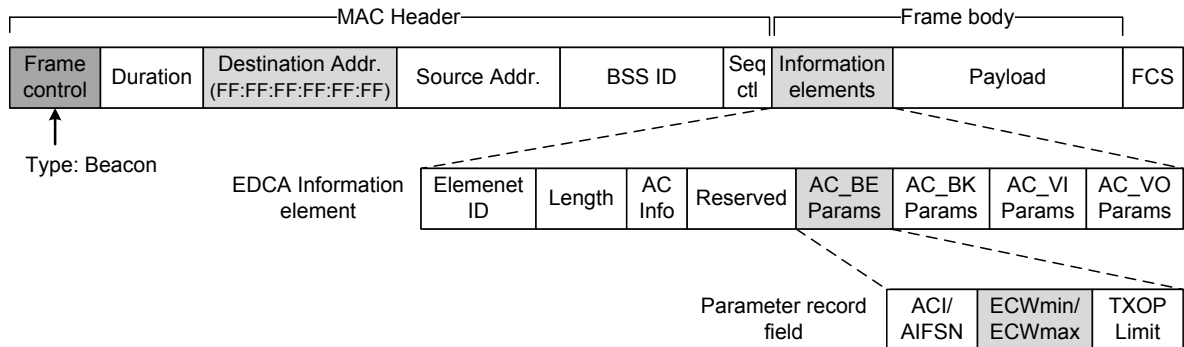 MAC Header
Frame body
Frame control
Duration
Destination Addr. (FF:FF:FF:FF:FF:FF)
Source Addr.
BSS ID
Seq ctl
Information elements
Payload
FCS
Type: Beacon
EDCA Information element
Elemenet ID
Length
AC Info
Reserved
AC_BE Params
AC_BK Params
AC_VI Params
AC_VO Params
Parameter record field
ACI/ AIFSN
ECWmin/ ECWmax
TXOP Limit